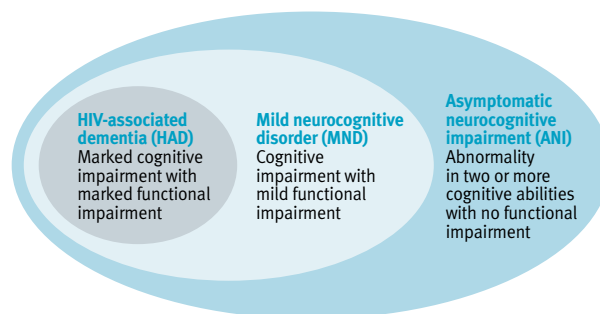 HIV-associated
dementia (HAD)
Marked cognitive
impairment with
marked functional
impairment
Mild neurocognitive
disorder (MND)
Cognitive
impairment with
mild functional
impairment
Asymptomatic
neurocognitive
impairment (ANI)
Abnormality
in two or more
cognitive abilities
with no functional
impairment